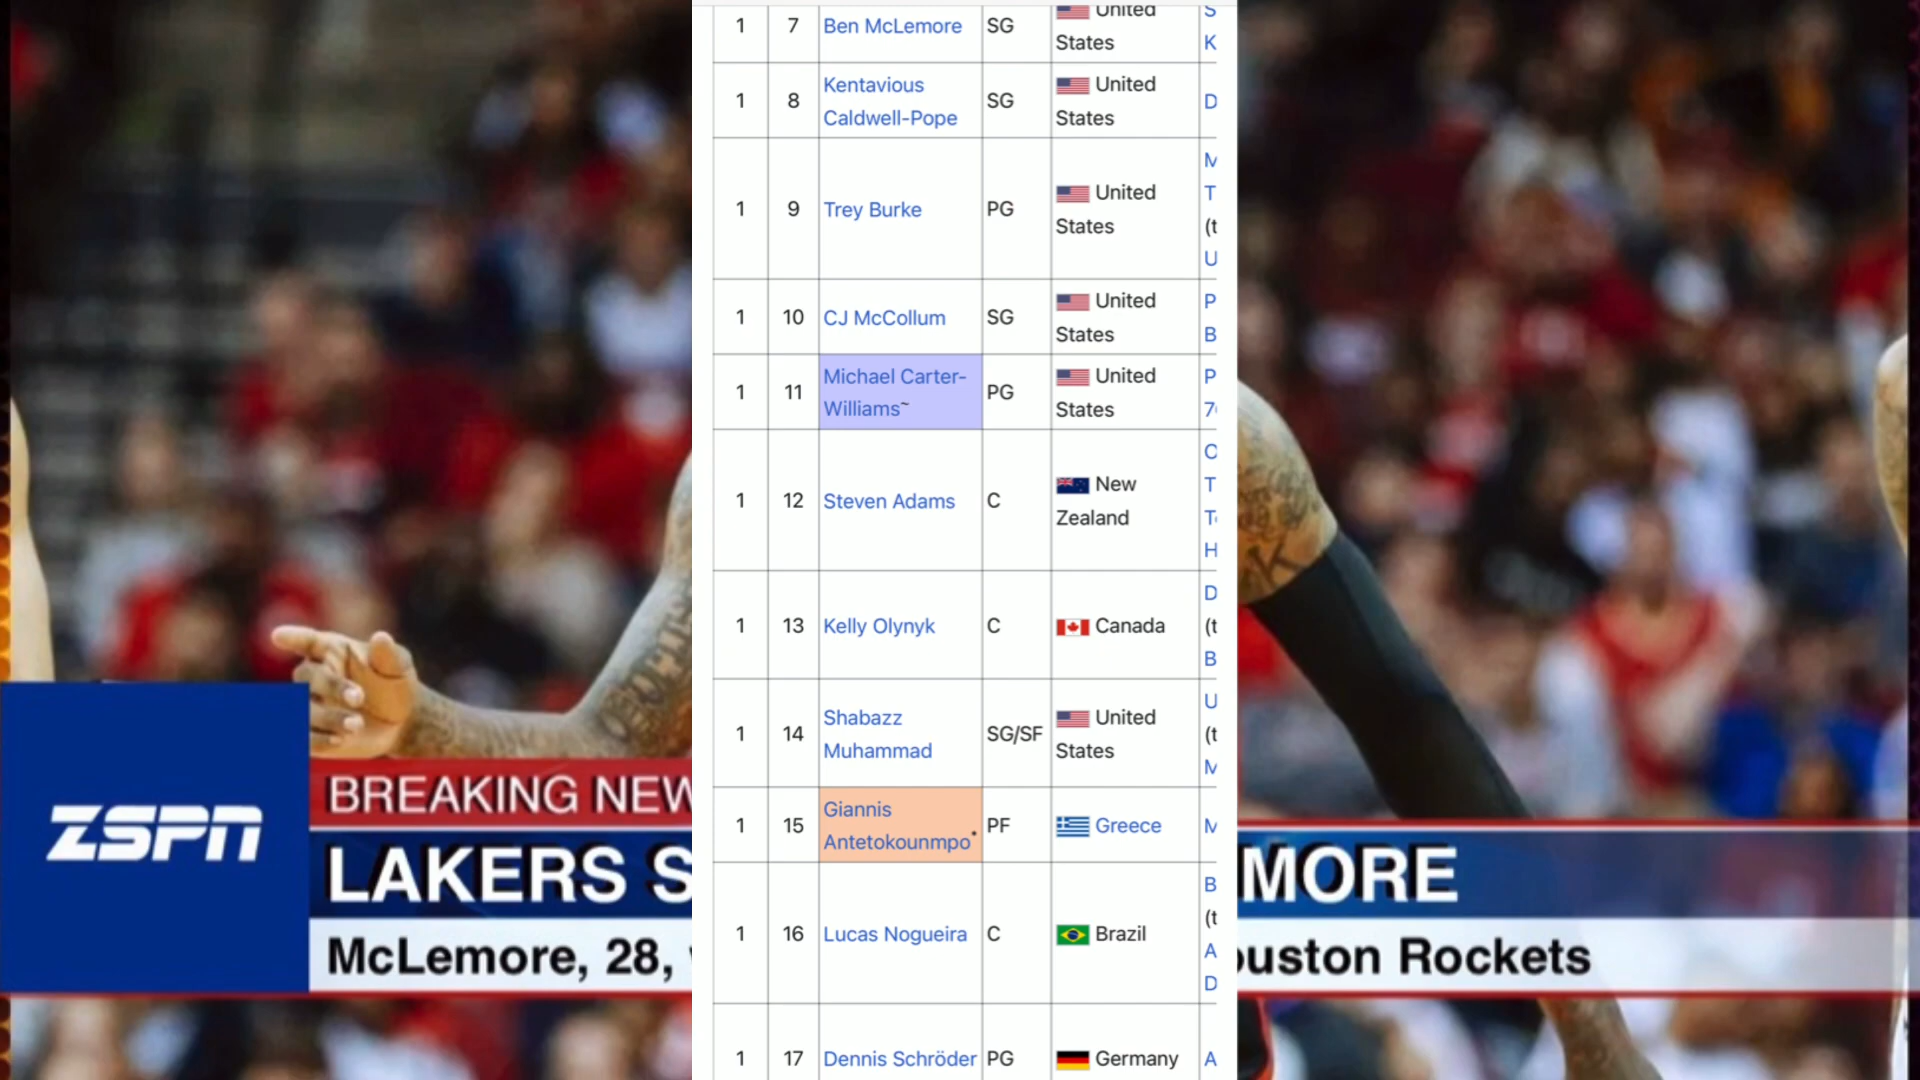 1 7 Ben McLemore SG United States S K
1 8 Kentavious Caldwell-Pope SG United States D
1 9 Trey Burke PG United States M T (t U
1 10 CJ McCollum SG United States P B
1 11 Michael Carter-Williams~ PG United States P 7
1 12 Steven Adams C New Zealand O T T H
1 13 Kelly Olynyk C Canada D (t B
1 14 Shabazz Muhammad SG/SF United States U (t M
1 15 Giannis Antetokounmpo* PF Greece M
1 16 Lucas Nogueira C Brazil B (t A D
1 17 Dennis Schröder PG Germany A
ZSPN
BREAKING NEW
LAKERS S MORE
McLemore, 28, ouston Rockets